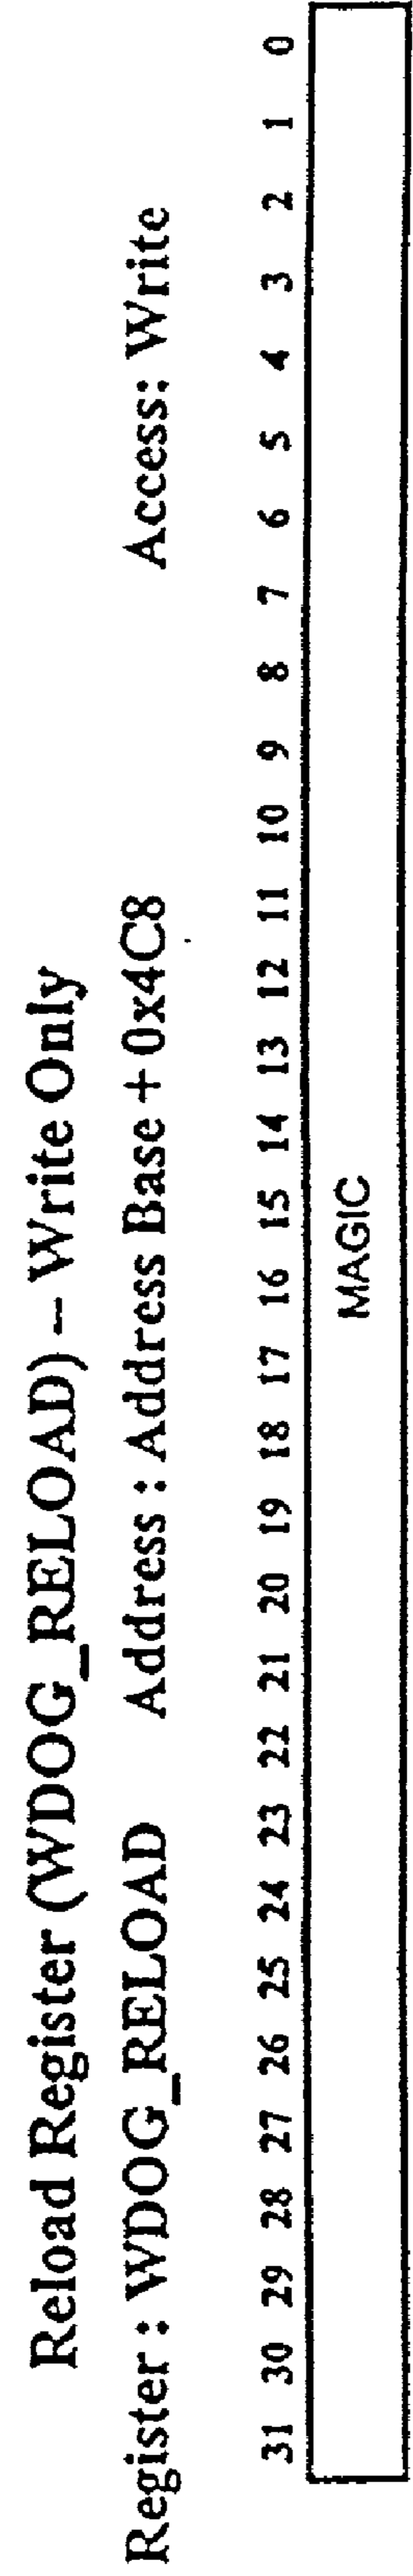 Reload Register (WDOG_RELOAD) -- Write Only
Register : WDOG_RELOAD Address : Address Base + 0x4C8 Access: Write
31 30 29 28 27 26 25 24 23 22 21 20 19 18 17 16 15 14 13 12 11 10 9 8 7 6 5 4 3 2 1 0
MAGIC